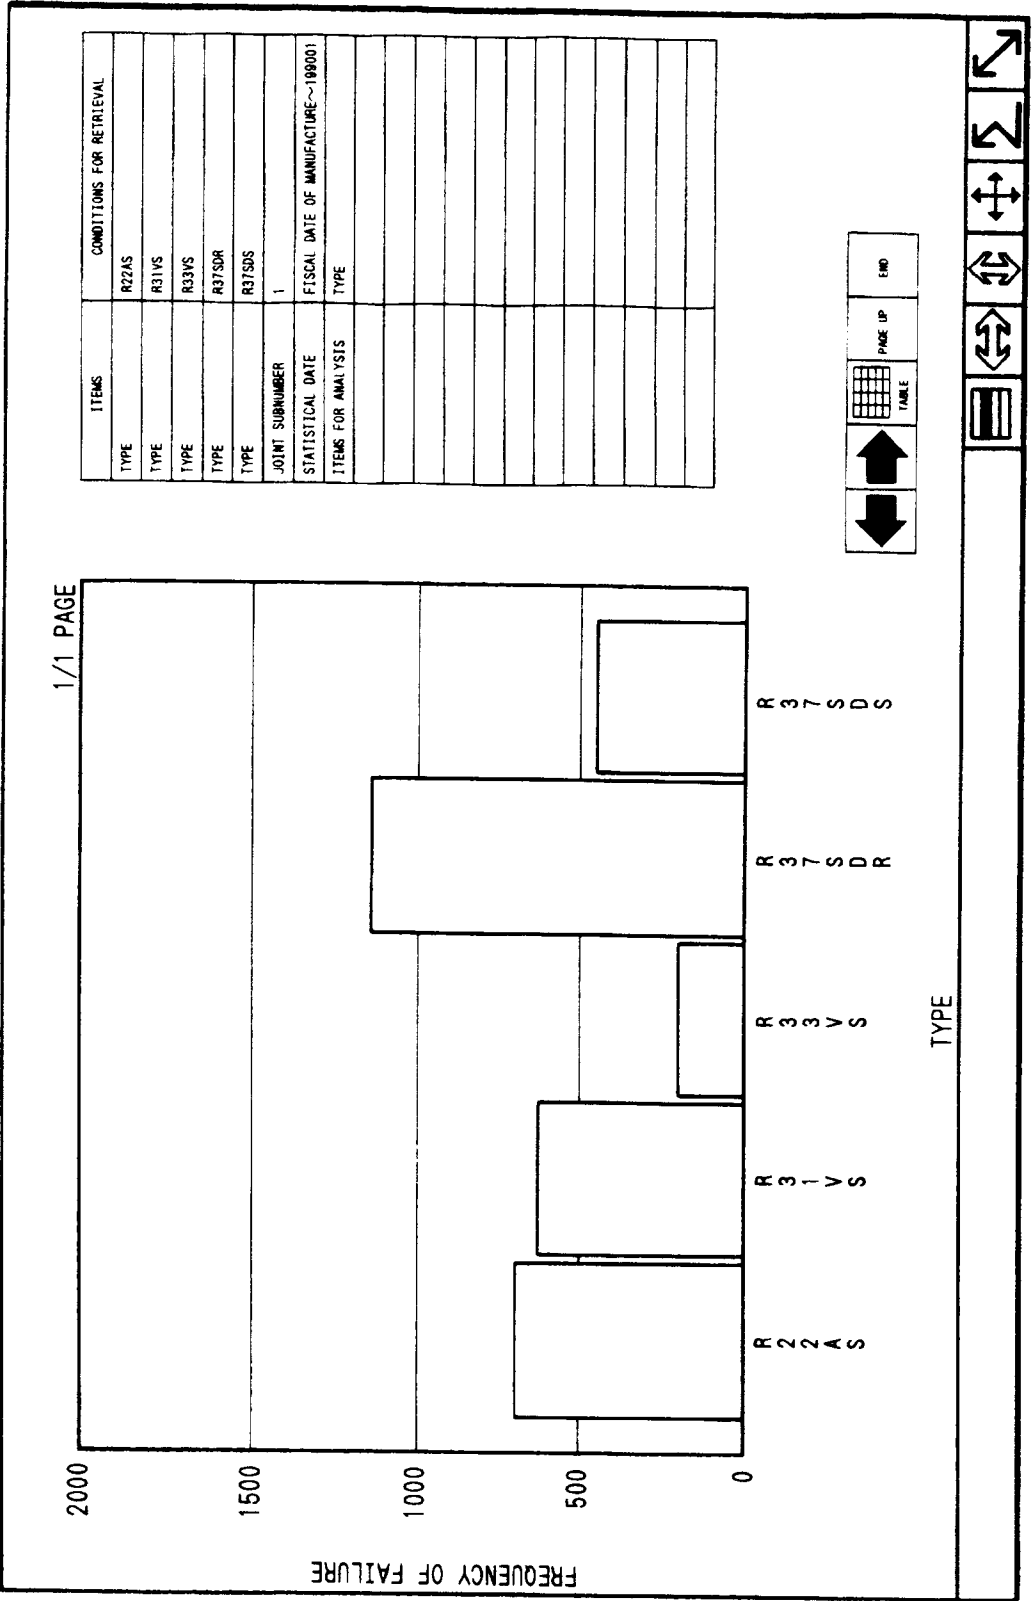 1/1 PAGE
FREQUENCY OF FAILURE
2000
1500
1000
500
0
R22AS
R31VS
R33VS
R37SDR
R37SDS
TYPE
ITEMS CONDITIONS FOR RETRIEVAL
TYPE R22AS
TYPE R31VS
TYPE R33VS
TYPE R37SDR
TYPE R37SDS
JOINT SUBNUMBER 1
STATISTICAL DATE FISCAL DATE OF MANUFACTURE~199001
ITEMS FOR ANALYSIS TYPE
TABLE
PAGE UP
END